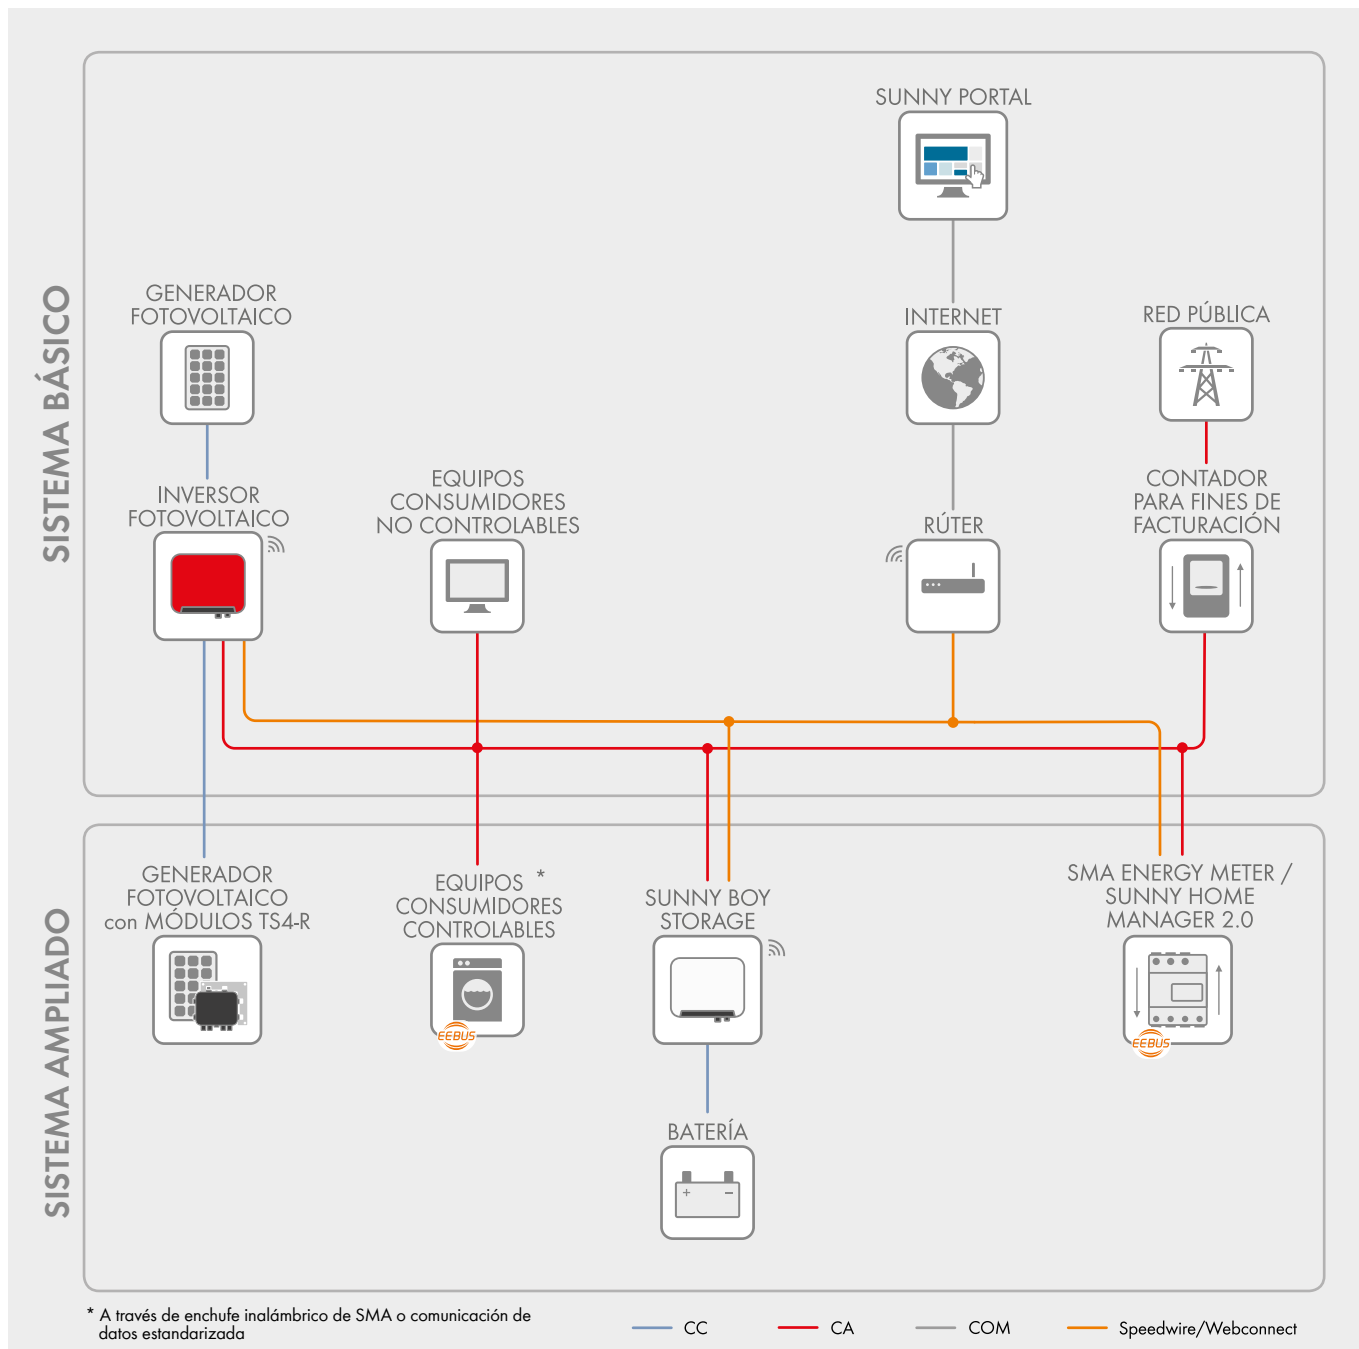 SISTEMA BÁSICO
SUNNY PORTAL
GENERADOR
FOTOVOLTAICO
INTERNET
RED PÚBLICA
INVERSOR
FOTOVOLTAICO
EQUIPOS
CONSUMIDORES
NO CONTROLABLES
RÚTER
CONTADOR
PARA FINES DE
FACTURACIÓN
SISTEMA AMPLIADO
GENERADOR
FOTOVOLTAICO
con MÓDULOS TS4-R
EQUIPOS *
CONSUMIDORES
CONTROLABLES
EEBUS
SUNNY BOY
STORAGE
SMA ENERGY METER /
SUNNY HOME
MANAGER 2.0
EEBUS
BATERÍA
+ −
* A través de enchufe inalámbrico de SMA o comunicación de
datos estandarizada
CC
CA
COM
Speedwire/Webconnect